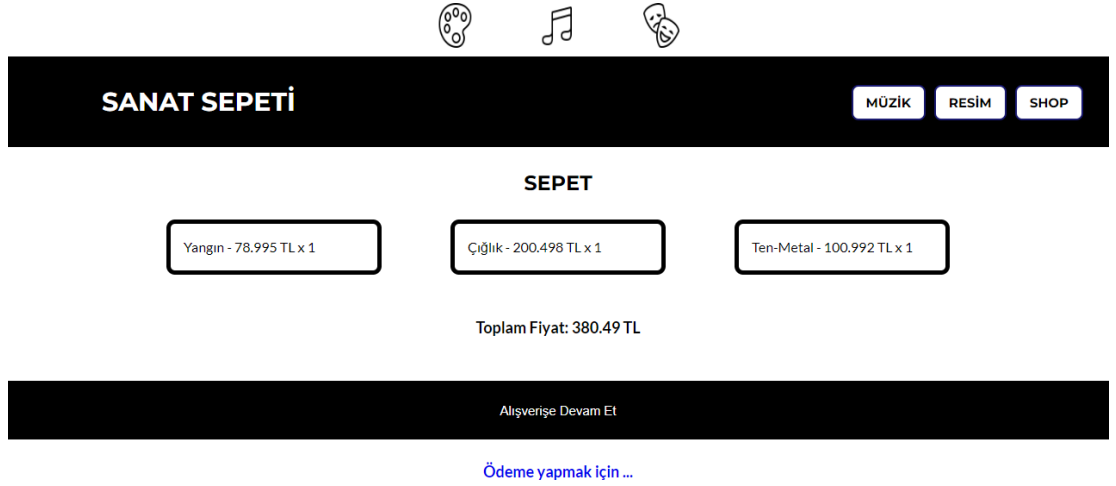 SANAT SEPETİ
MÜZİK
RESİM
SHOP
SEPET
Yangın - 78.995 TL x 1
Çığlık - 200.498 TL x 1
Ten-Metal - 100.992 TL x 1
Toplam Fiyat: 380.49 TL
Alışverişe Devam Et
Ödeme yapmak için ...